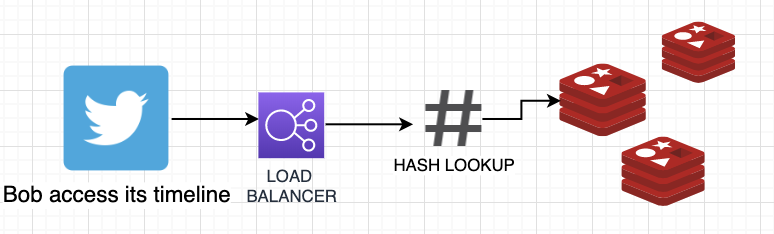 Bob access its timeline
LOAD
BALANCER
#
HASH LOOKUP